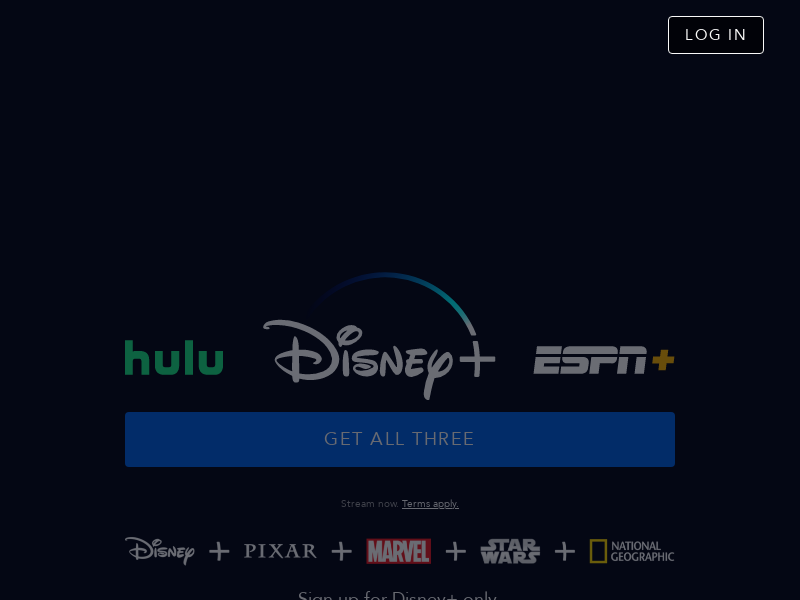 LOG IN
hulu Disney+ ESPN+
GET ALL THREE
Stream now. Terms apply.
Disney + PIXAR + MARVEL + STAR WARS + NATIONAL GEOGRAPHIC
Sign up for Disney+ only